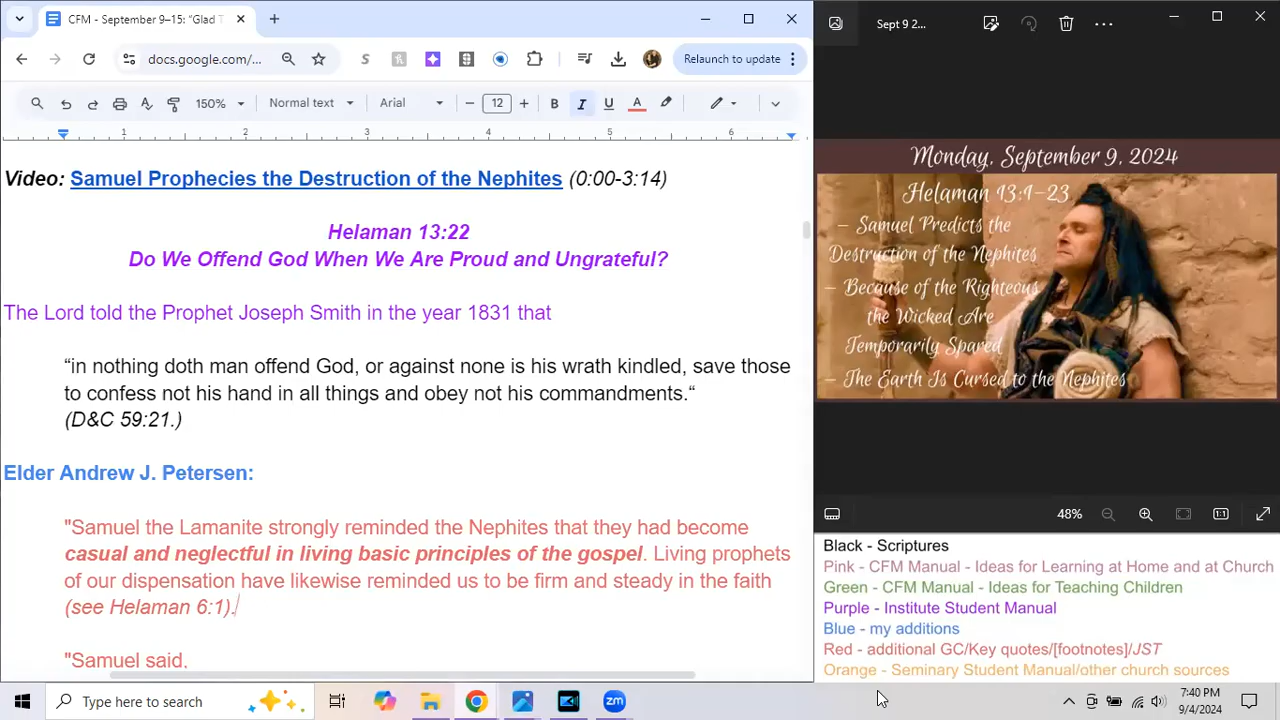 CFM - September 9–15: “Glad T
docs.google.com/...
Relaunch to update
150%
Normal text
Arial
12
B
I
U
A
1
2
3
4
5
6
Video: Samuel Prophecies the Destruction of the Nephites (0:00-3:14)
Helaman 13:22
Do We Offend God When We Are Proud and Ungrateful?
The Lord told the Prophet Joseph Smith in the year 1831 that
“in nothing doth man offend God, or against none is his wrath kindled, save those
to confess not his hand in all things and obey not his commandments.“
(D&C 59:21.)
Elder Andrew J. Petersen:
"Samuel the Lamanite strongly reminded the Nephites that they had become
casual and neglectful in living basic principles of the gospel. Living prophets
of our dispensation have likewise reminded us to be firm and steady in the faith
(see Helaman 6:1).
"Samuel said,
Sept 9 2...
Monday, September 9, 2024
Helaman 13:1–23
– Samuel Predicts the
Destruction of the Nephites
– Because of the Righteous
the Wicked Are
Temporarily Spared
– The Earth Is Cursed to the Nephites
48%
1:1
Black - Scriptures
Pink - CFM Manual - Ideas for Learning at Home and at Church
Green - CFM Manual - Ideas for Teaching Children
Purple - Institute Student Manual
Blue - my additions
Red - additional GC/Key quotes/[footnotes]/JST
Orange - Seminary Student Manual/other church sources
Type here to search
zm
7:40 PM
9/4/2024